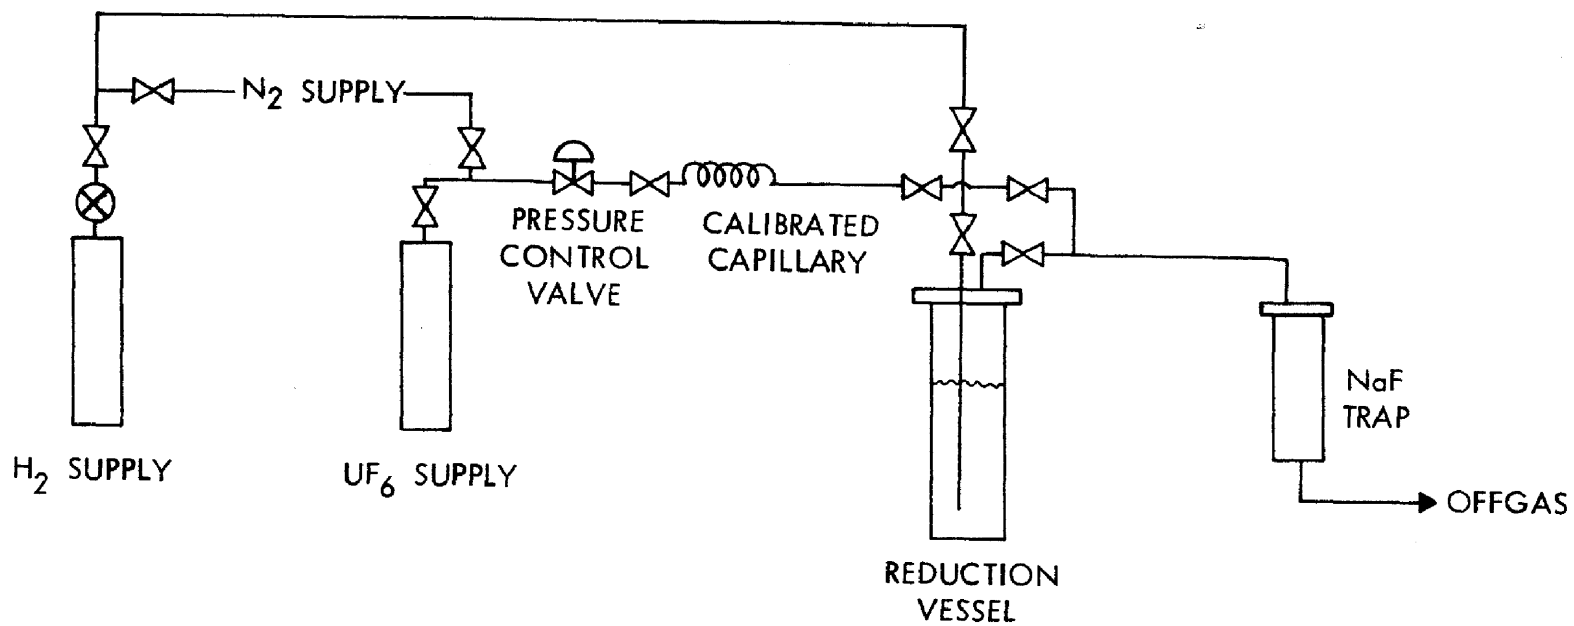 N2 SUPPLY
PRESSURE
CONTROL
VALVE
CALIBRATED
CAPILLARY
H2 SUPPLY
UF6 SUPPLY
NaF
TRAP
OFFGAS
REDUCTION
VESSEL